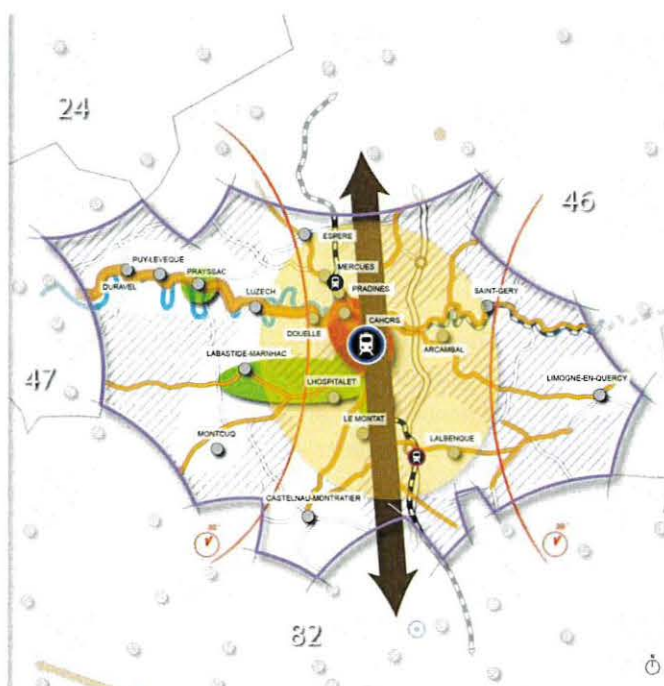 24
46
ESPERE
MERCUES
PUY-LEVEQUE
PRAYSSAC
DURAVEL
LUZECH
PRADINES
SAINT-GERY
DOUELLE
CAHORS
ARCAMBAL
47
LABASTIDE-MARNHAC
LHOSPITALET
LIMOGNE-EN-QUERCY
LE MONTAT
MONTCUQ
LALBENQUE
CASTELNAU-MONTRATIER
82
N